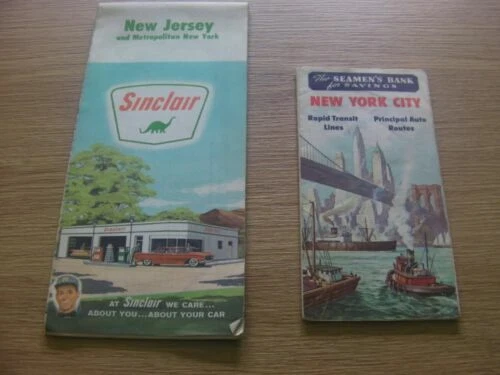 New Jersey
and Metropolitan New York
Sinclair
Sinclair
AT Sinclair WE CARE...
ABOUT YOU...ABOUT YOUR CAR
The SEAMEN'S BANK
for SAVINGS
NEW YORK CITY
Rapid Transit
Lines
Principal Auto
Routes